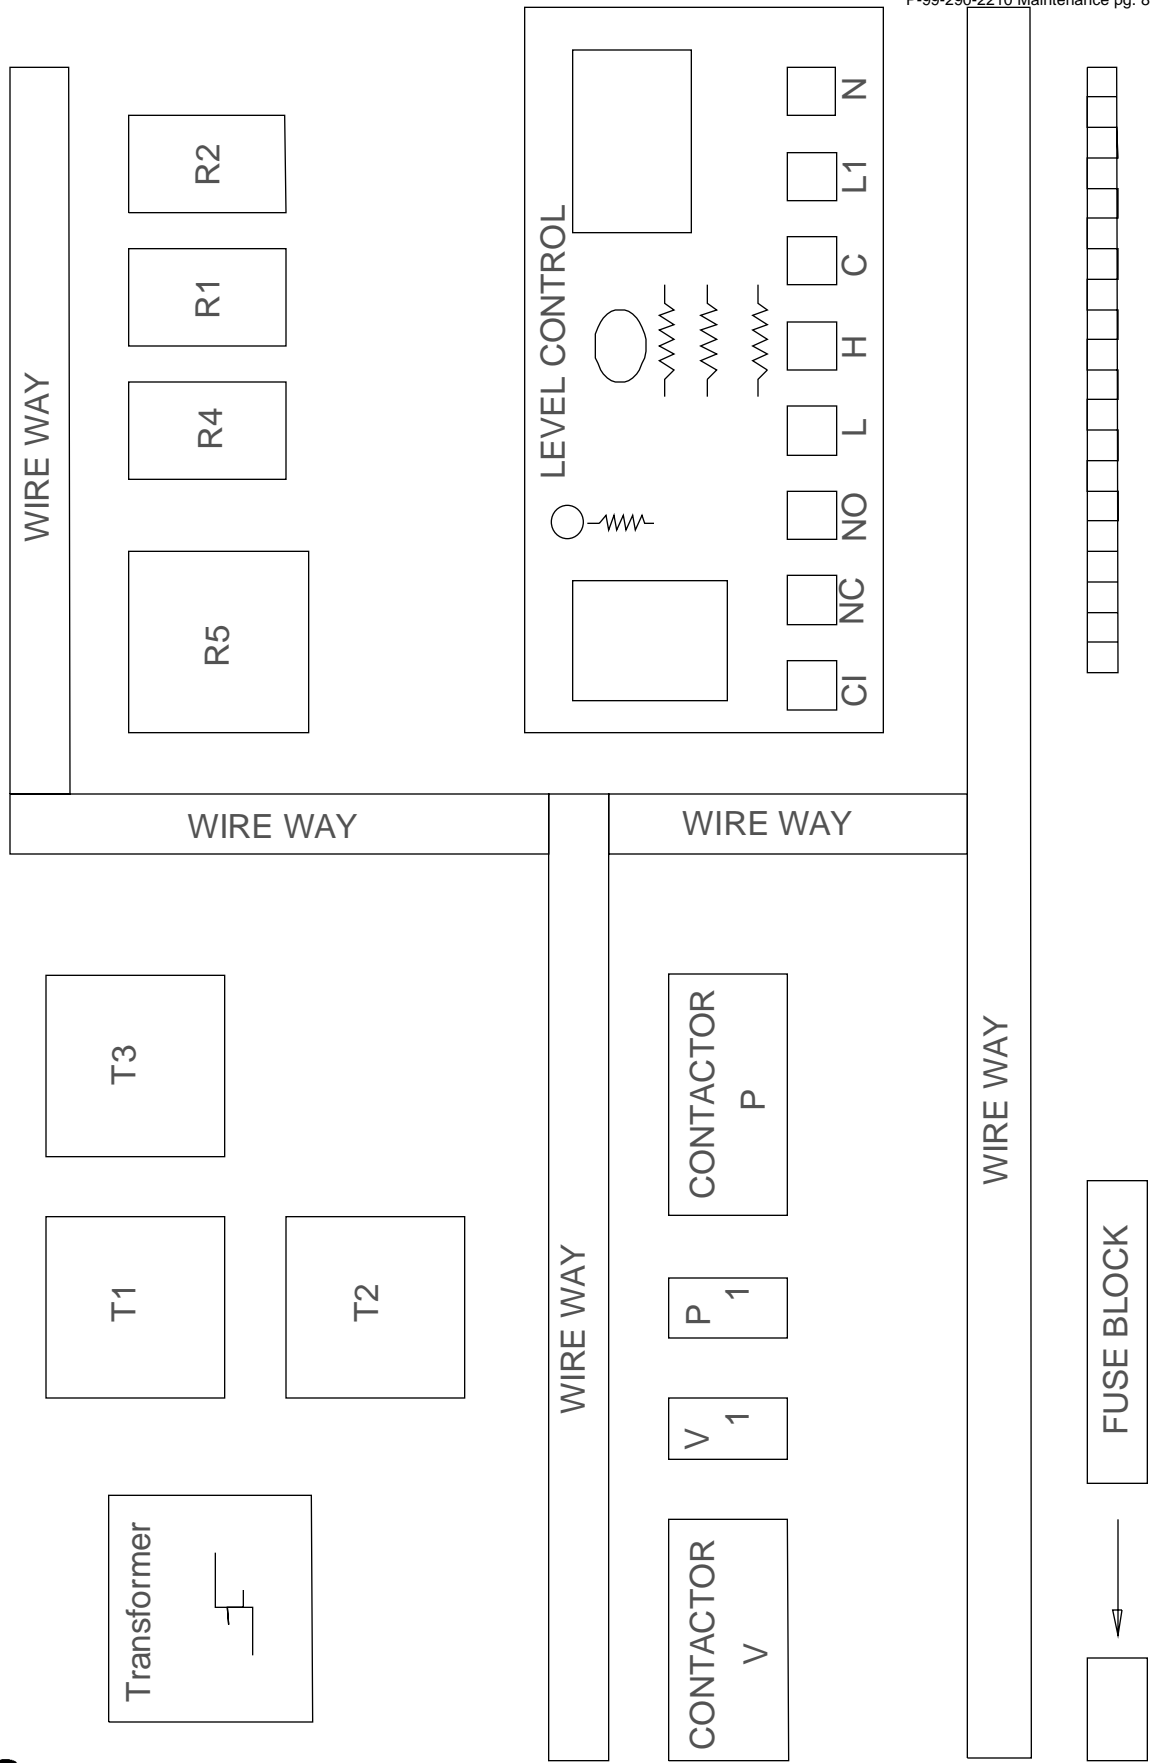 Maintenance pg. 8
WIRE WAY
Transformer
T1
T3
R5
R4
R1
R2
T2
WIRE WAY
LEVEL CONTROL
WIRE WAY
CONTACTOR
V
V
1
P
1
CONTACTOR
P
WIRE WAY
CI
NC
NO
L
H
C
L1
N
WIRE WAY
FUSE BLOCK